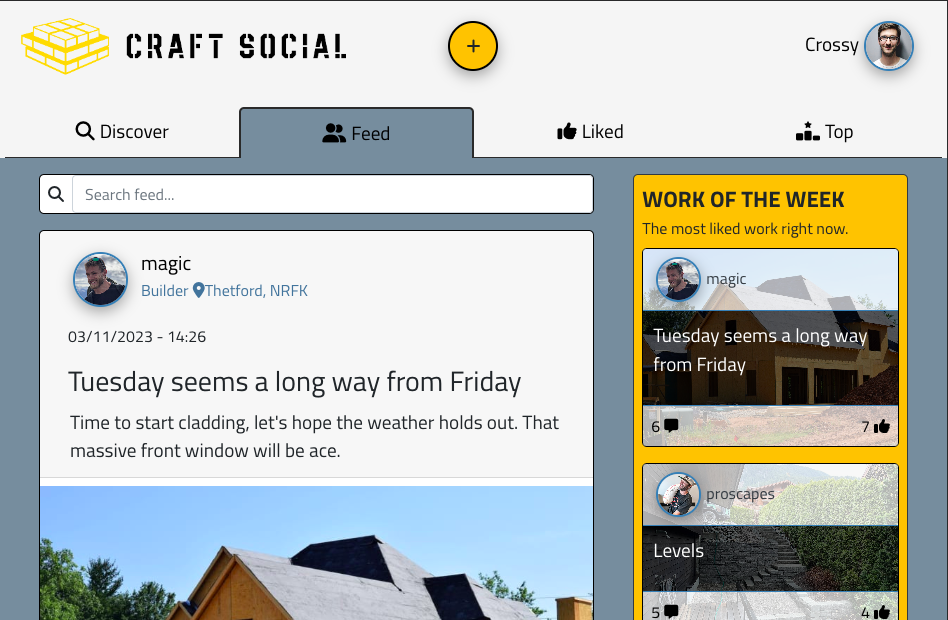 CRAFT SOCIAL
+
Crossy
Discover
Feed
Liked
Top
Search feed...
magic
Builder Thetford, NRFK
03/11/2023 - 14:26
Tuesday seems a long way from Friday
Time to start cladding, let's hope the weather holds out. That
massive front window will be ace.
WORK OF THE WEEK
The most liked work right now.
magic
Tuesday seems a long way
from Friday
6
7
proscapes
Levels
5
4